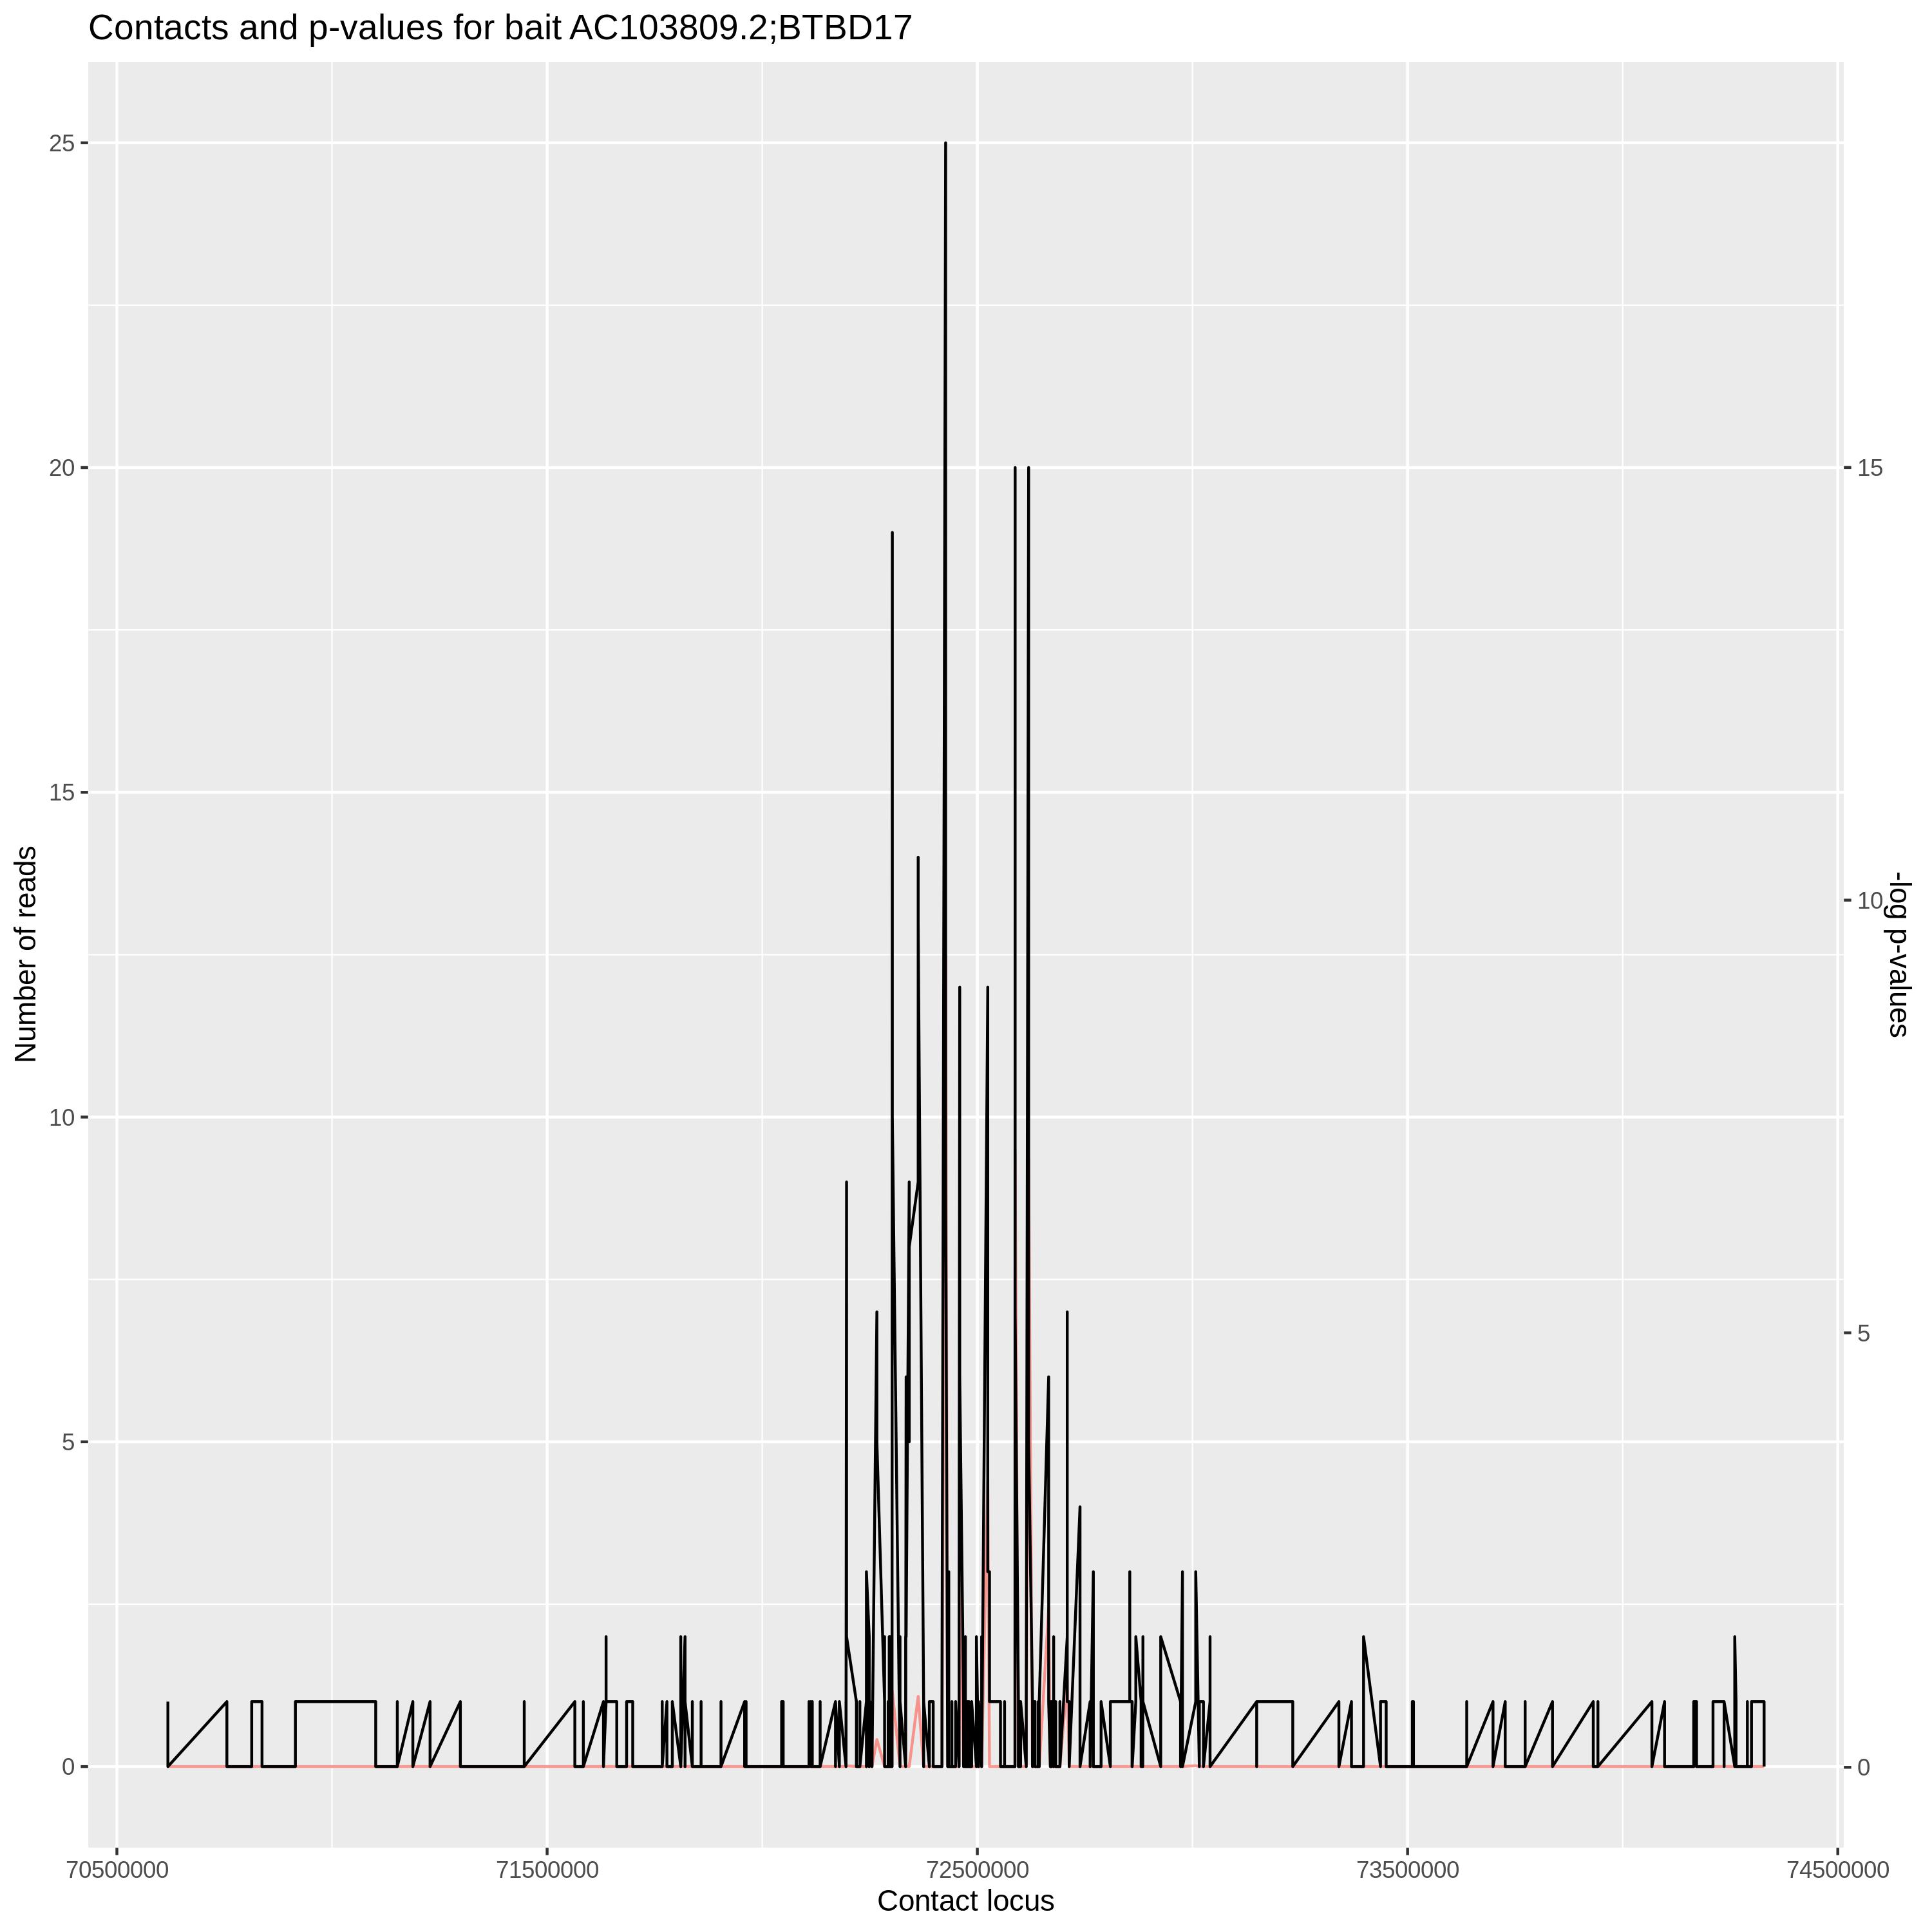 Contacts and p-values for bait AC103809.2;BTBD17
25
20
15
10
5
0
Number of reads
15
10
5
0
-log p-values
70500000 71500000 72500000 73500000 74500000
Contact locus